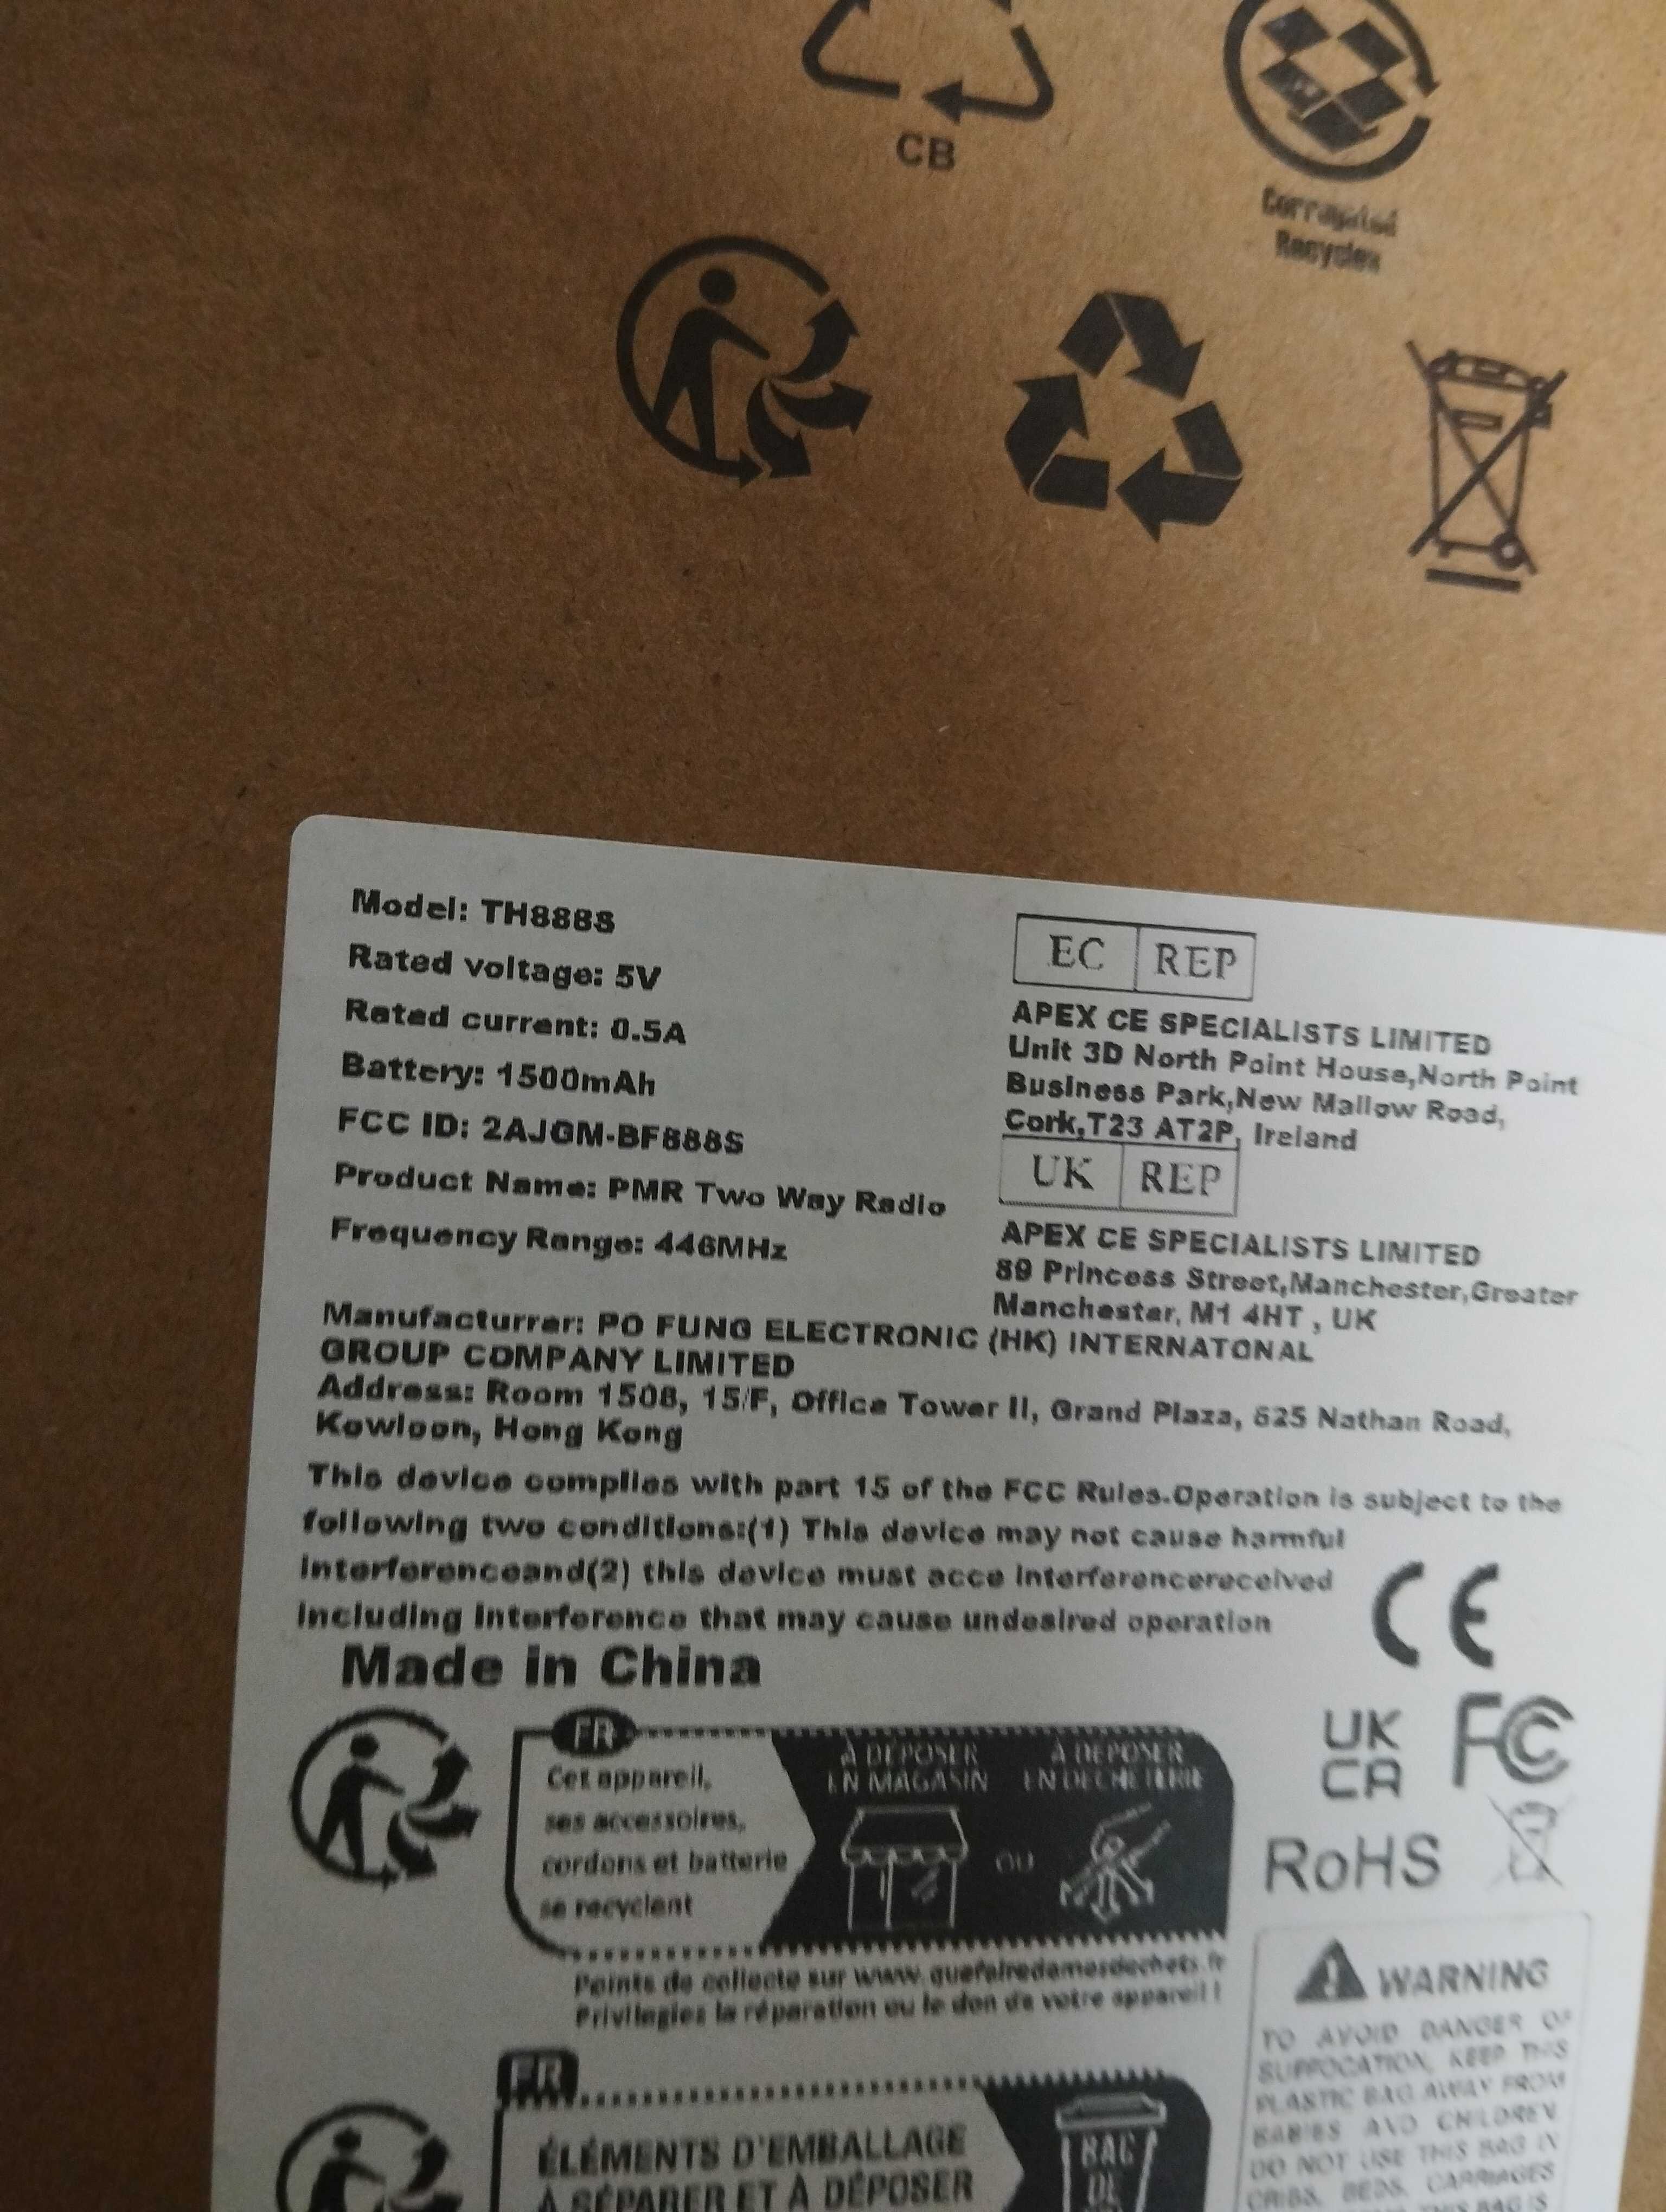 CB
Corrugated
Recycles
Model: TH888S
Rated voltage: 5V
Rated current: 0.5A
Battery: 1500mAh
FCC ID: 2AJGM-BF888S
Product Name: PMR Two Way Radio
Frequency Range: 446MHz
EC REP
APEX CE SPECIALISTS LIMITED
Unit 3D North Point House,North Point
Business Park,New Mallow Road,
Cork,T23 AT2P, Ireland
UK REP
APEX CE SPECIALISTS LIMITED
89 Princess Street,Manchester,Greater
Manchester, M1 4HT , UK
Manufacturrer: PO FUNG ELECTRONIC (HK) INTERNATONAL
GROUP COMPANY LIMITED
Address: Room 1508, 15/F, Office Tower II, Grand Plaza, 625 Nathan Road,
Kowloon, Hong Kong
This device complies with part 15 of the FCC Rules.Operation is subject to the
following two conditions:(1) This device may not cause harmful
interferenceand(2) this device must acce interferencereceived
including interference that may cause undesired operation
Made in China
CE
UK
CA
FC
RoHS
FR
Cet appareil,
ses accessoires,
cordons et batterie
se recyclent
À DÉPOSER
EN MAGASIN
OU
À DÉPOSER
EN DÉCHÈTERIE
Points de collecte sur www.quefairedemesdechets.fr
Privilégiez la réparation ou le don de votre appareil !
WARNING
TO AVOID DANGER OF
SUFFOCATION, KEEP THIS
PLASTIC BAG AWAY FROM
BABIES AND CHILDREN.
DO NOT USE THIS BAG IN
CRIBS, BEDS, CARRIAGES
THIS BAG IS
FR
ÉLÉMENTS D'EMBALLAGE
À SÉPARER ET À DÉPOSER
BAC
DE